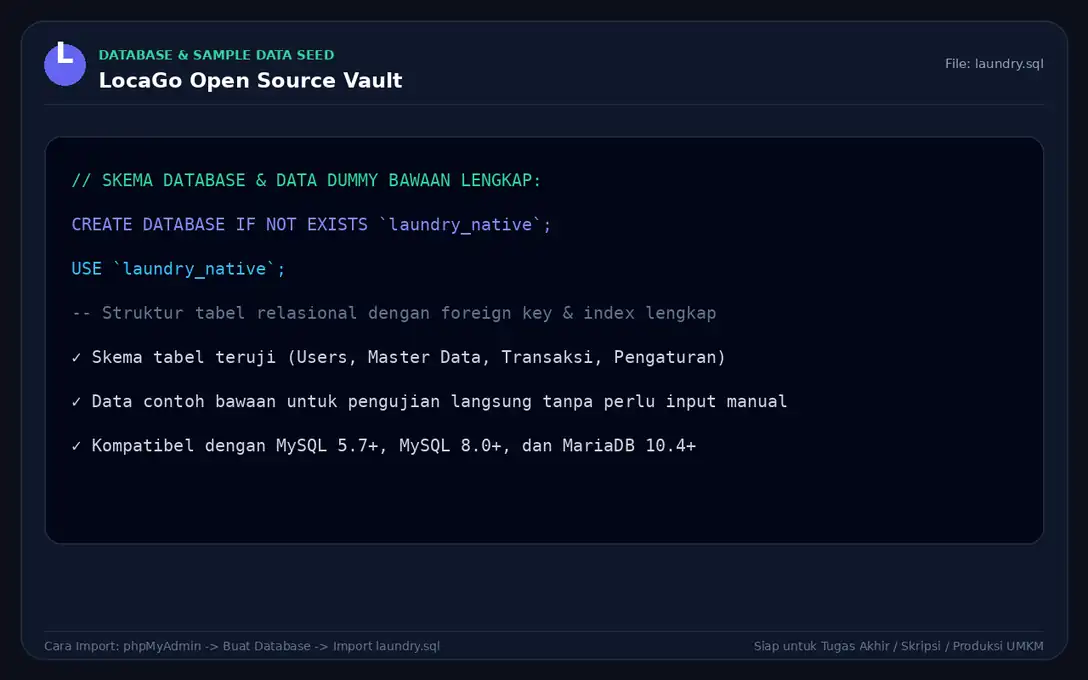 L
DATABASE & SAMPLE DATA SEED
LocaGo Open Source Vault
File: laundry.sql
// SKEMA DATABASE & DATA DUMMY BAWAAN LENGKAP:
CREATE DATABASE IF NOT EXISTS `laundry_native`;
USE `laundry_native`;
-- Struktur tabel relasional dengan foreign key & index lengkap
✓ Skema tabel teruji (Users, Master Data, Transaksi, Pengaturan)
✓ Data contoh bawaan untuk pengujian langsung tanpa perlu input manual
✓ Kompatibel dengan MySQL 5.7+, MySQL 8.0+, dan MariaDB 10.4+
Cara Import: phpMyAdmin -> Buat Database -> Import laundry.sql
Siap untuk Tugas Akhir / Skripsi / Produksi UMKM